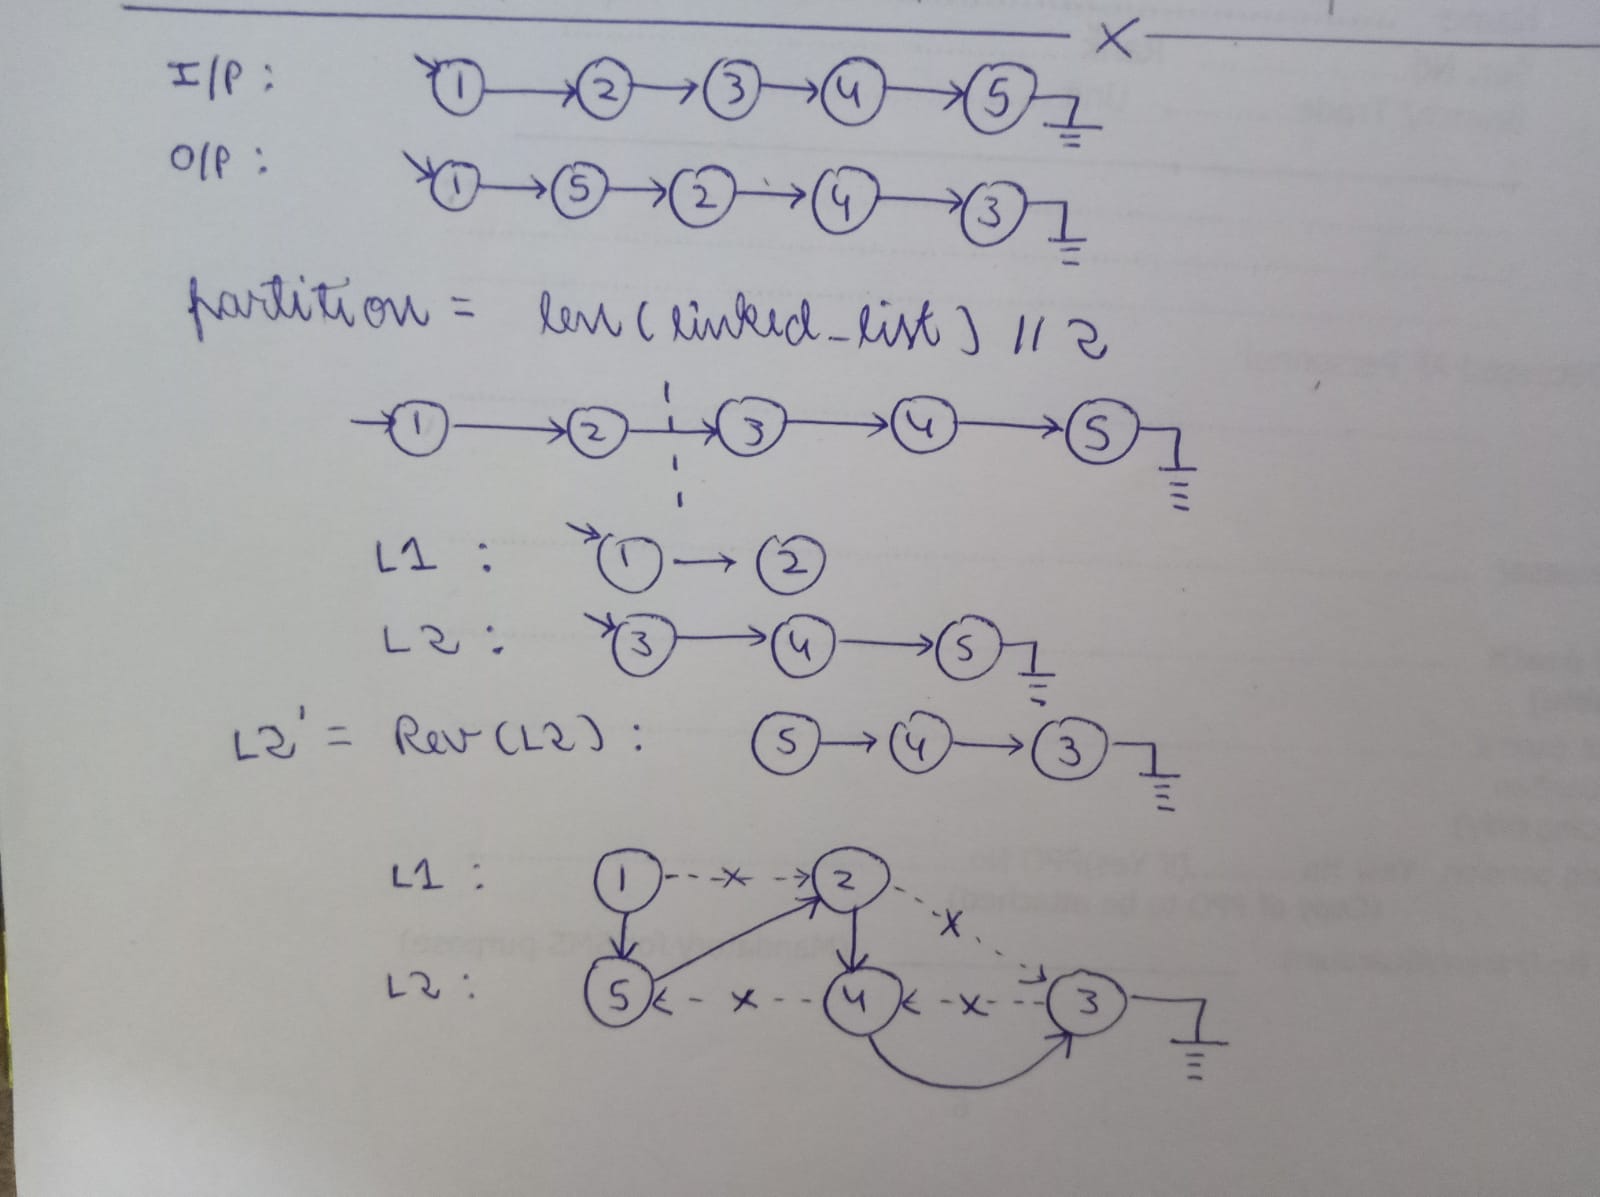 X
I/P : 1 → 2 → 3 → 4 → 5
O/P : 1 → 5 → 2 → 4 → 3
partition = len(linked_list) // 2
→ 1 → 2 → 3 → 4 → 5
L1 : 1 → 2
L2 : 3 → 4 → 5
L2' = Rev(L2) : 5 → 4 → 3
L1 : 1 x 2 x
L2 : 5 x 4 x 3